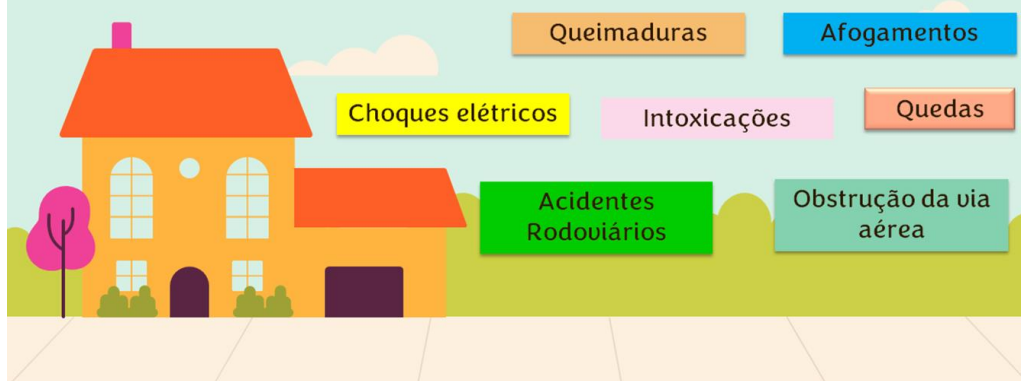 Queimaduras
Afogamentos
Choques elétricos
Intoxicações
Quedas
Acidentes
Rodoviários
Obstrução da via
aérea